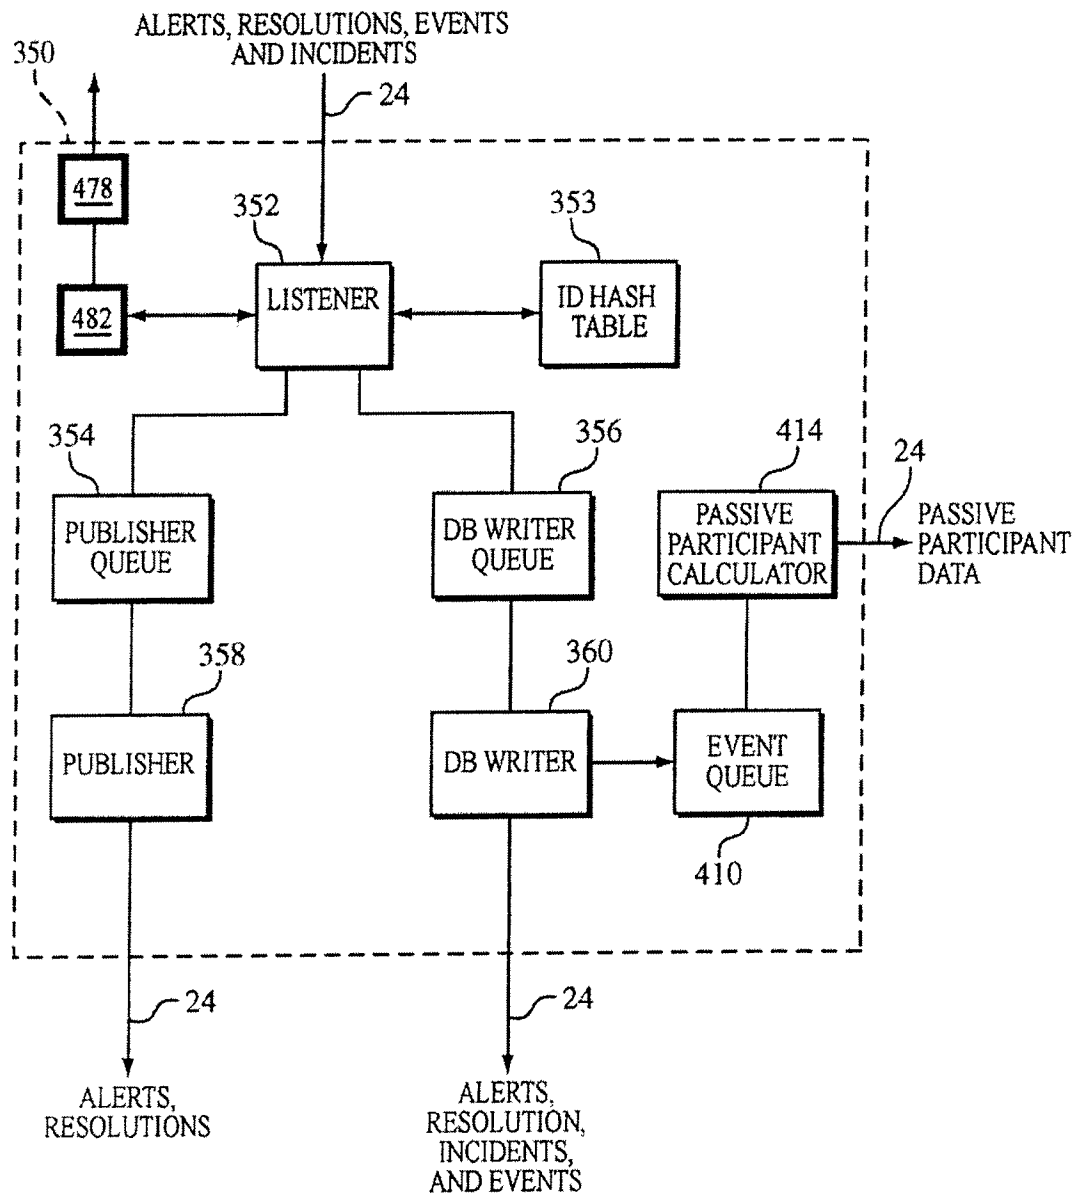 ALERTS, RESOLUTIONS, EVENTS
AND INCIDENTS
350
24
478
352
353
LISTENER
ID HASH
TABLE
482
354
356
414
24
PUBLISHER
QUEUE
DB WRITER
QUEUE
PASSIVE
PARTICIPANT
CALCULATOR
PASSIVE
PARTICIPANT
DATA
358
360
PUBLISHER
DB WRITER
EVENT
QUEUE
410
24
24
ALERTS,
RESOLUTIONS
ALERTS,
RESOLUTION,
INCIDENTS,
AND EVENTS